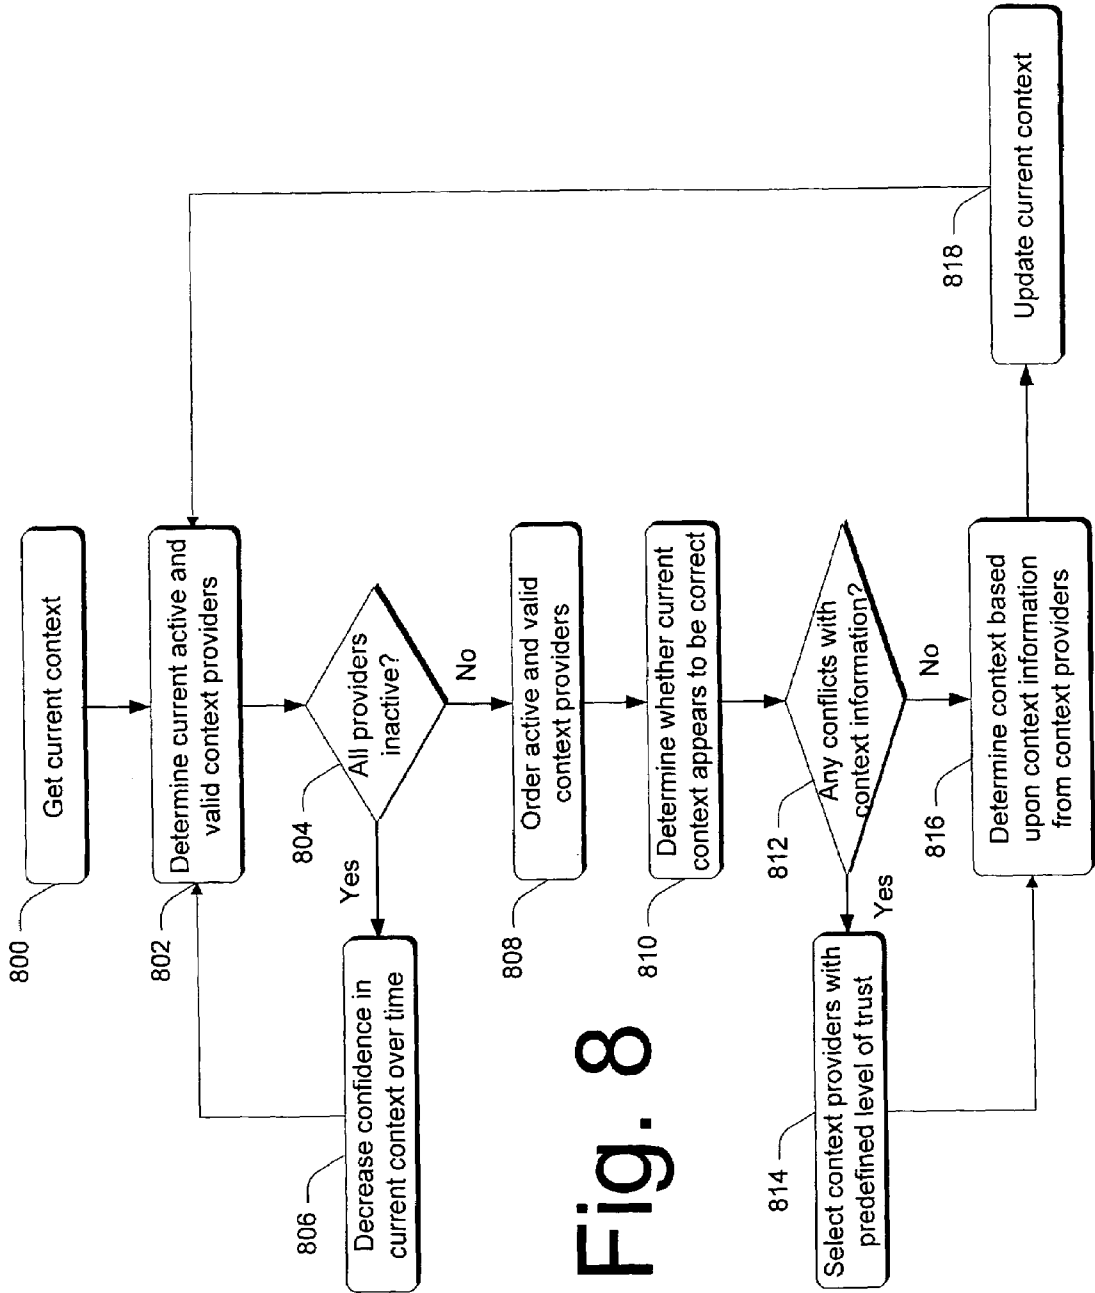 800
Get current context
802
Determine current active and
valid context providers
804
All providers
inactive?
Yes
No
806
Decrease confidence in
current context over time
808
Order active and valid
context providers
810
Determine whether current
context appears to be correct
812
Any conflicts with
context information?
Yes
No
814
Select context providers with
predefined level of trust
816
Determine context based
upon context information
from context providers
818
Update current context
Fig. 8